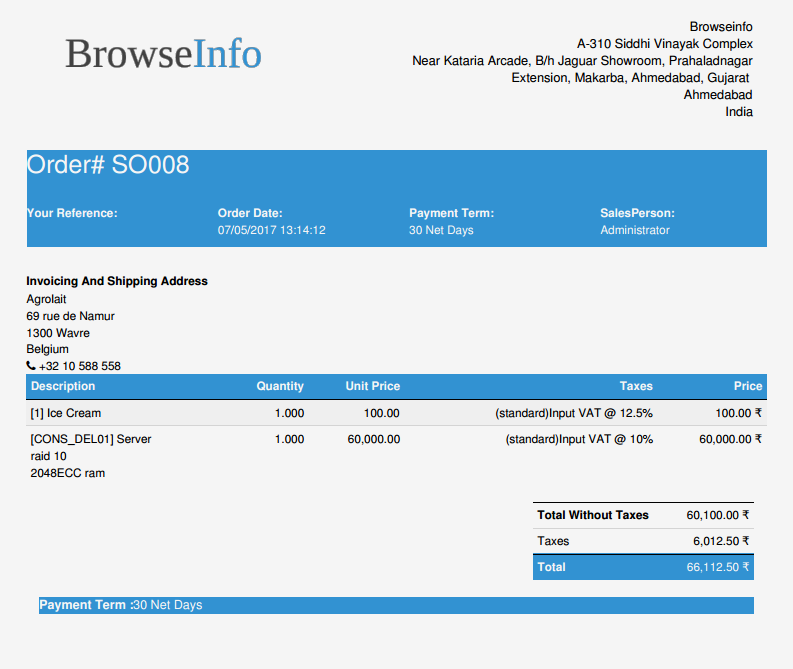 BrowseInfo
Browseinfo
A-310 Siddhi Vinayak Complex
Near Kataria Arcade, B/h Jaguar Showroom, Prahaladnagar
Extension, Makarba, Ahmedabad, Gujarat
Ahmedabad
India
Order# SO008
Your Reference: Order Date: Payment Term: SalesPerson:
07/05/2017 13:14:12 30 Net Days Administrator
Invoicing And Shipping Address
Agrolait
69 rue de Namur
1300 Wavre
Belgium
+32 10 588 558
Description Quantity Unit Price Taxes Price
[1] Ice Cream 1.000 100.00 (standard)Input VAT @ 12.5% 100.00 ₹
[CONS_DEL01] Server 1.000 60,000.00 (standard)Input VAT @ 10% 60,000.00 ₹
raid 10
2048ECC ram
Total Without Taxes 60,100.00 ₹
Taxes 6,012.50 ₹
Total 66,112.50 ₹
Payment Term :30 Net Days